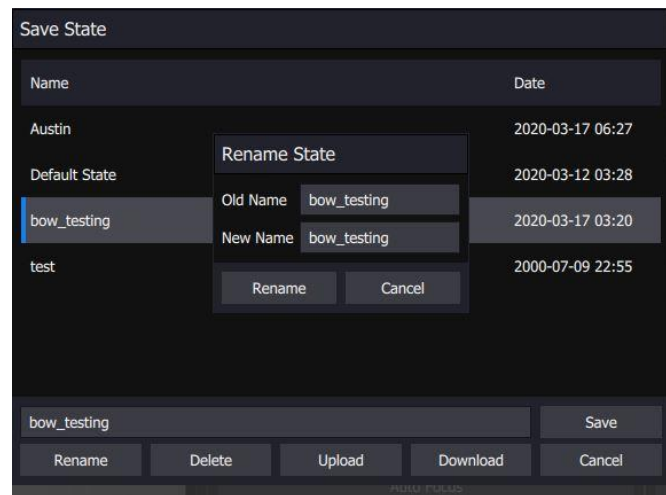 Save State
Name Date
Austin 2020-03-17 06:27
Default State 2020-03-12 03:28
bow_testing 2020-03-17 03:20
test 2000-07-09 22:55
Rename State
Old Name bow_testing
New Name bow_testing
Rename Cancel
bow_testing Save
Rename Delete Upload Download Cancel
Auto Focus